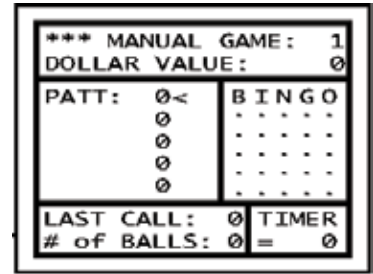 *** MANUAL GAME: 1
DOLLAR VALUE: 0
PATT: 0< B I N G O
0 . . . . .
0 . . . . .
0 . . . . .
0 . . . . .
LAST CALL: 0 TIMER
# of BALLS: 0 = 0